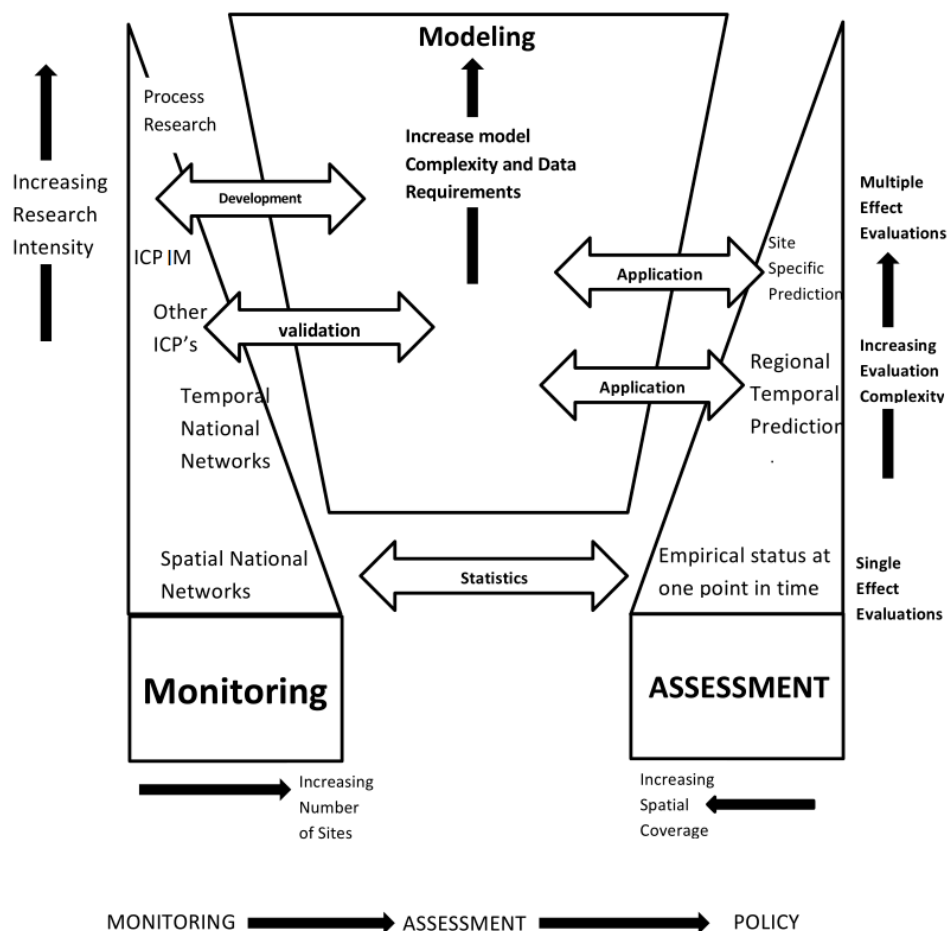 Modeling
Process
Research
Increase model
Complexity and Data
Requirements
Increasing
Research
Intensity
Development
Multiple
Effect
Evaluations
ICP IM
Site
Specific
Prediction
Application
Other
ICP's
validation
Increasing
Evaluation
Complexity
Regional
Temporal
Prediction
Application
Temporal
National
Networks
Spatial National
Networks
Statistics
Empirical status at
one point in time
Single
Effect
Evaluations
Monitoring
ASSESSMENT
Increasing
Number
of Sites
Increasing
Spatial
Coverage
MONITORING ASSESSMENT POLICY